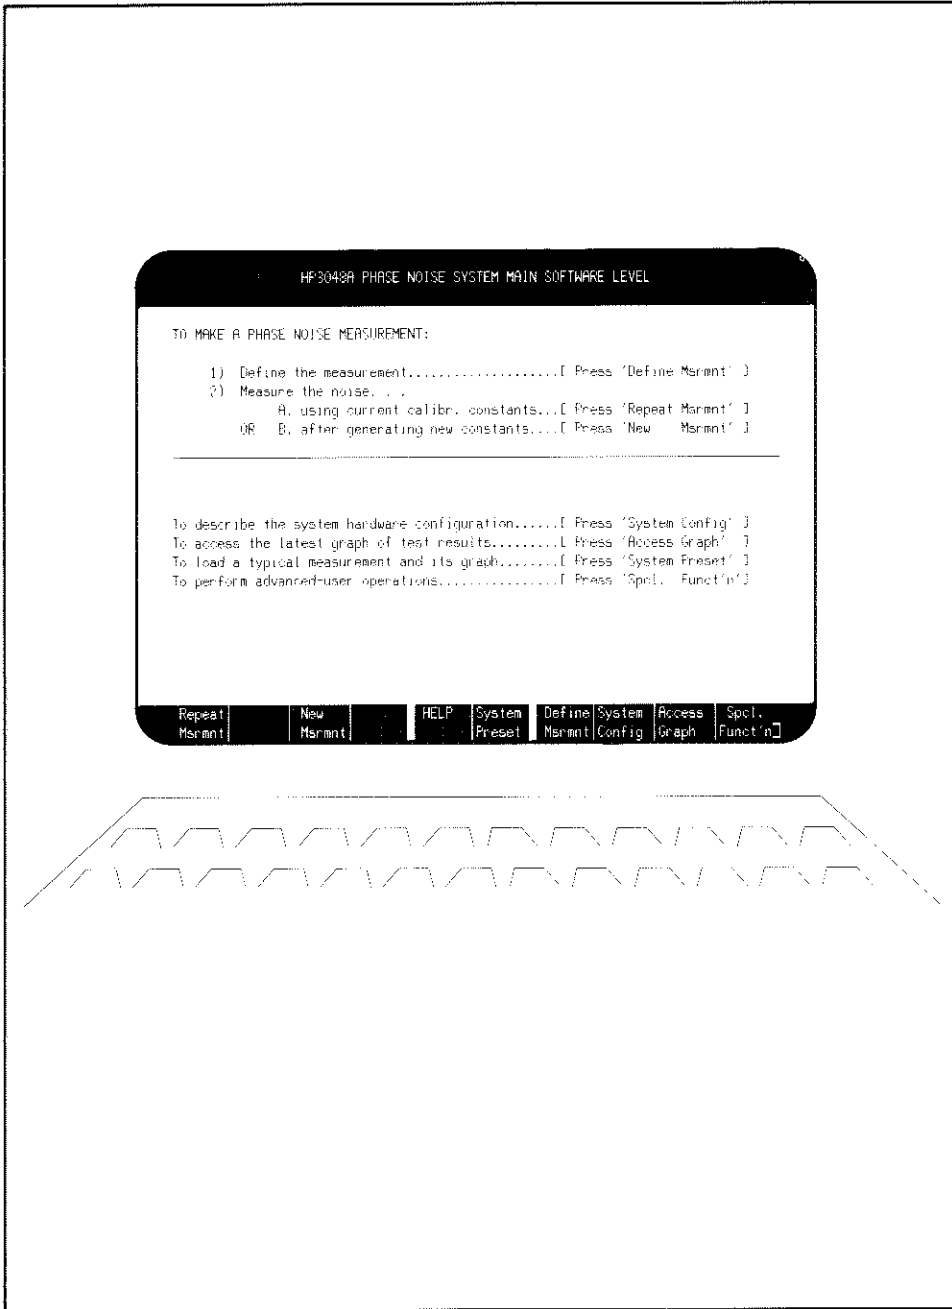 HP3048A PHASE NOISE SYSTEM MAIN SOFTWARE LEVEL
TO MAKE A PHASE NOISE MEASUREMENT:
1) Define the measurement....................[ Press 'Define Msrmnt' ]
2) Measure the noise. . .
A. using current calibr. constants...[ Press 'Repeat Msrmnt' ]
OR B. after generating new constants....[ Press 'New Msrmnt' ]
To describe the system hardware configuration......[ Press 'System Config' ]
To access the latest graph of test results.........[ Press 'Access Graph' ]
To load a typical measurement and its graph........[ Press 'System Preset' ]
To perform advanced-user operations................[ Press 'Spcl. Funct'n']
Repeat New HELP System Define System Access Spcl.
Msrmnt Msrmnt Preset Msrmnt Config Graph Funct'n